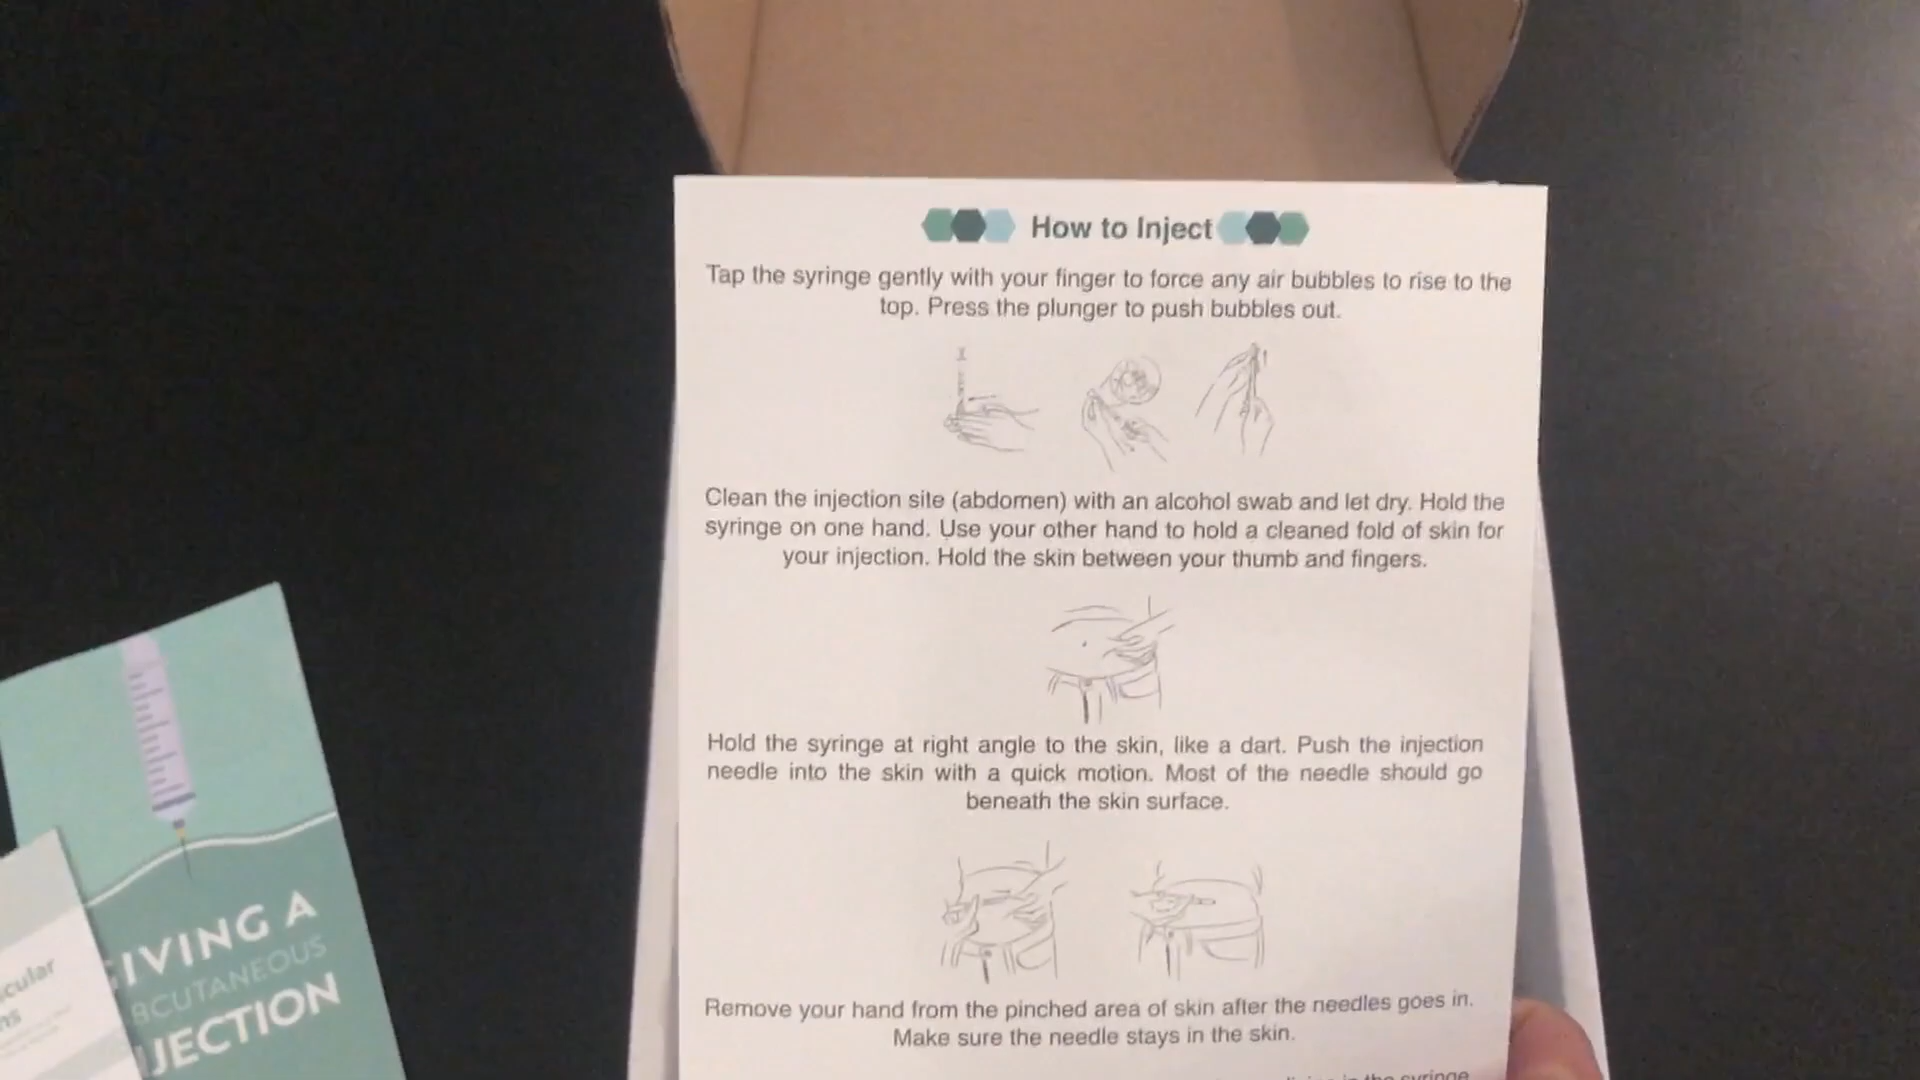 How to Inject
Tap the syringe gently with your finger to force any air bubbles to rise to the
top. Press the plunger to push bubbles out.
Clean the injection site (abdomen) with an alcohol swab and let dry. Hold the
syringe on one hand. Use your other hand to hold a cleaned fold of skin for
your injection. Hold the skin between your thumb and fingers.
Hold the syringe at right angle to the skin, like a dart. Push the injection
needle into the skin with a quick motion. Most of the needle should go
beneath the skin surface.
Remove your hand from the pinched area of skin after the needles goes in.
Make sure the needle stays in the skin.
in the syringe
IVING A
BCUTANEOUS
JECTION
cular
ns